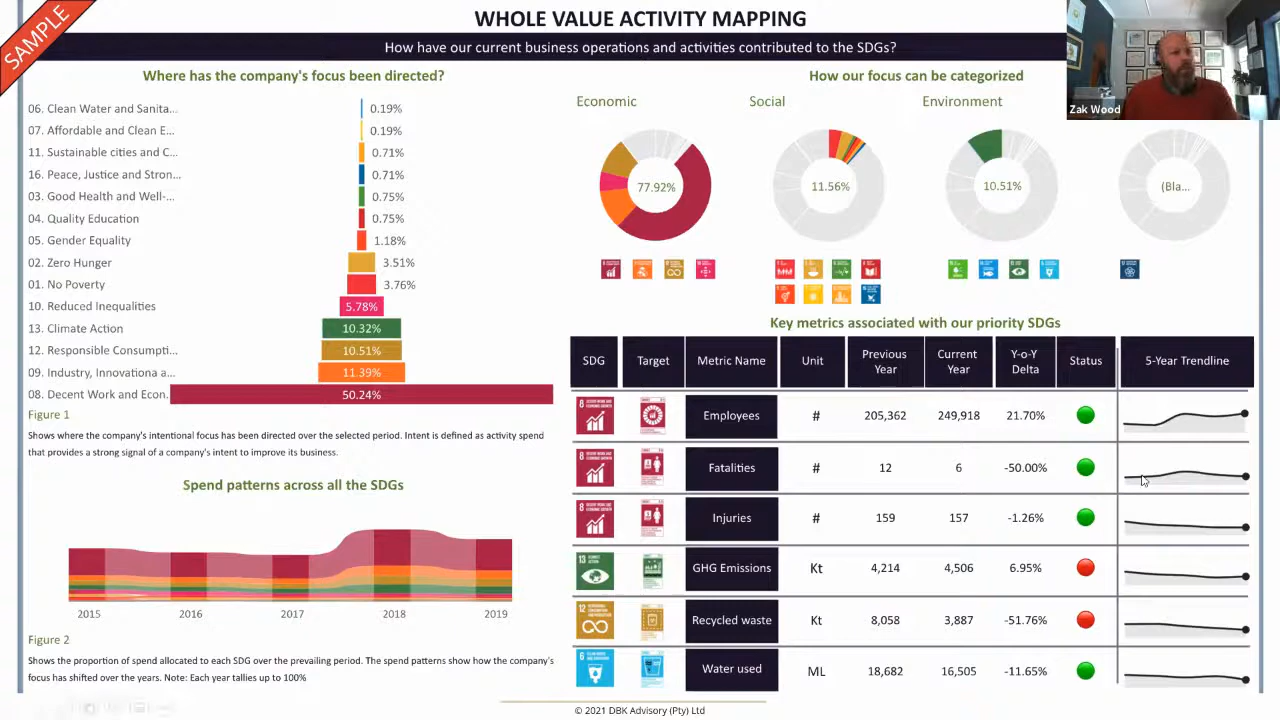 SAMPLE
WHOLE VALUE ACTIVITY MAPPING
How have our current business operations and activities contributed to the SDGs?
Zak Wood
Where has the company's focus been directed?
06. Clean Water and Sanita... 0.19%
07. Affordable and Clean E... 0.19%
11. Sustainable cities and C... 0.71%
16. Peace, Justice and Stron... 0.71%
03. Good Health and Well-... 0.75%
04. Quality Education 0.75%
05. Gender Equality 1.18%
02. Zero Hunger 3.51%
01. No Poverty 3.76%
10. Reduced Inequalities 5.78%
13. Climate Action 10.32%
12. Responsible Consumpti... 10.51%
09. Industry, Innovationa a... 11.39%
08. Decent Work and Econ. 50.24%
Figure 1
Shows where the company's intentional focus has been directed over the selected period. Intent is defined as activity spend
that provides a strong signal of a company's intent to improve its business.
Spend patterns across all the SDGs
2015 2016 2017 2018 2019
Figure 2
Shows the proportion of spend allocated to each SDG over the prevailing period. The spend patterns show how the company's
focus has shifted over the years. Note: Each year tallies up to 100%
How our focus can be categorized
Economic Social Environment
77.92% 11.56% 10.51% (Bla...
Key metrics associated with our priority SDGs
SDG Target Metric Name Unit Previous Year Current Year Y-o-Y Delta Status 5-Year Trendline
8 Employees # 205,362 249,918 21.70%
8 Fatalities # 12 6 -50.00%
8 Injuries # 159 157 -1.26%
13 GHG Emissions Kt 4,214 4,506 6.95%
12 Recycled waste Kt 8,058 3,887 -51.76%
6 Water used ML 18,682 16,505 -11.65%
© 2021 DBK Advisory (Pty) Ltd